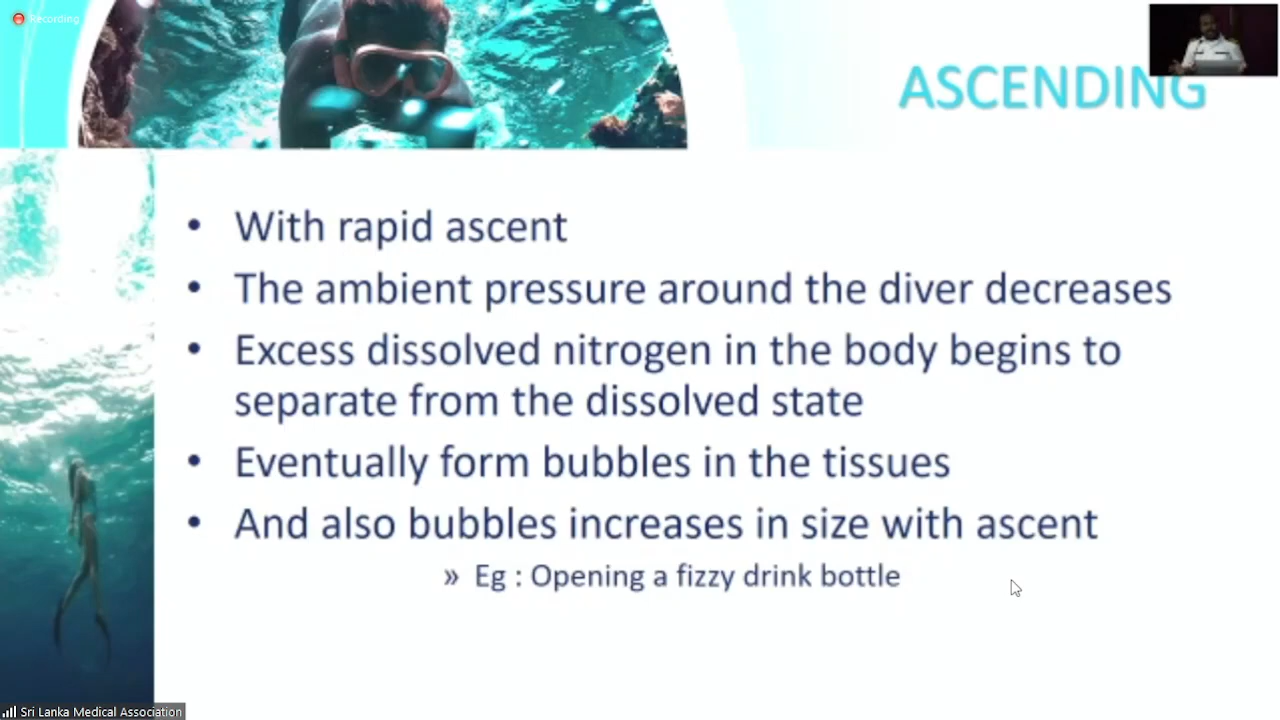 Recording
ASCENDING
• With rapid ascent
• The ambient pressure around the diver decreases
• Excess dissolved nitrogen in the body begins to
separate from the dissolved state
• Eventually form bubbles in the tissues
• And also bubbles increases in size with ascent
» Eg : Opening a fizzy drink bottle
Sri Lanka Medical Association